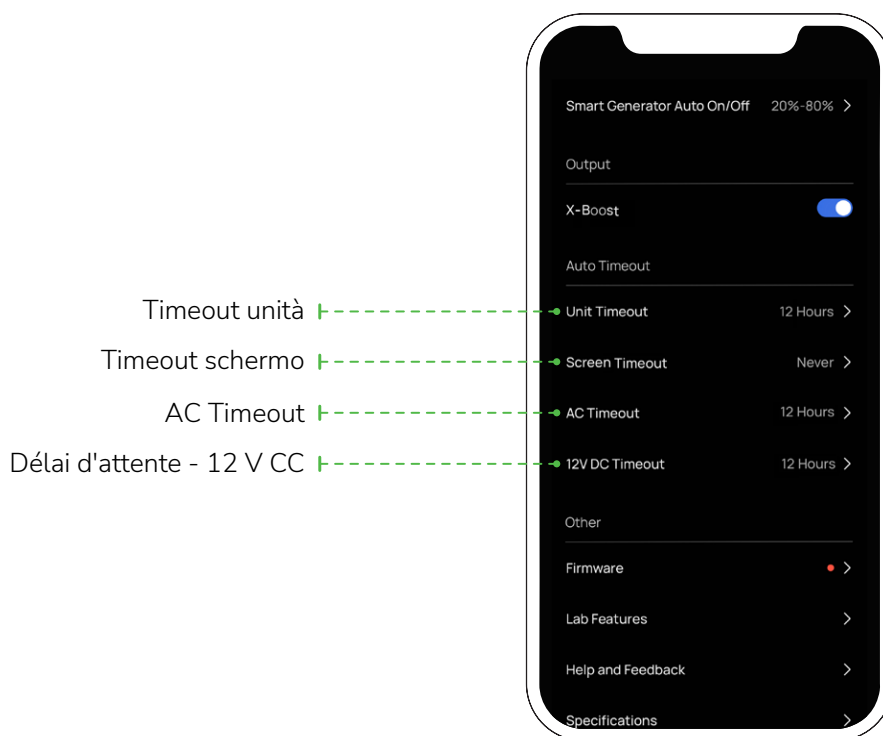 Smart Generator Auto On/Off 20%-80%
Output
X-Boost
Auto Timeout
Timeout unità Unit Timeout 12 Hours
Timeout schermo Screen Timeout Never
AC Timeout AC Timeout 12 Hours
Délai d'attente - 12 V CC 12V DC Timeout 12 Hours
Other
Firmware
Lab Features
Help and Feedback
Specifications